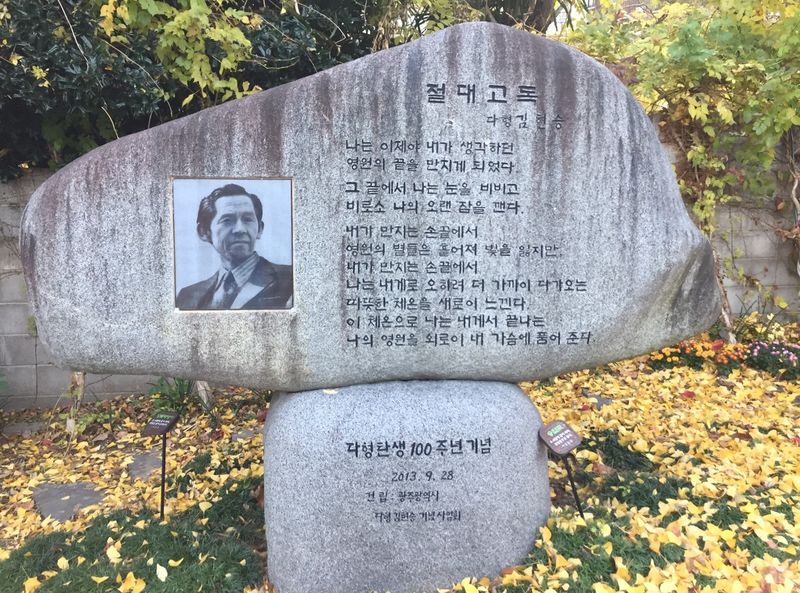 절대고독
다형 김현승
나는 이제야 내가 생각하던
영원의 끝을 만지게 되었다.
그 끝에서 나는 눈을 비비고
비로소 나의 오랜 잠을 깬다.
내가 만지는 손끝에서
영원의 별들은 흩어져 빛을 잃지만,
내가 만지는 손끝에서
나는 내게로 오히려 더 가까이 다가오는
따뜻한 체온을 새로이 느낀다.
이 체온으로 나는 내게서 끝나는
나의 영원을 외로이 내 가슴에 품어 준다.
다형탄생 100주년기념
2013. 9. 28
건립 : 광주광역시
다형김현승 기념사업회